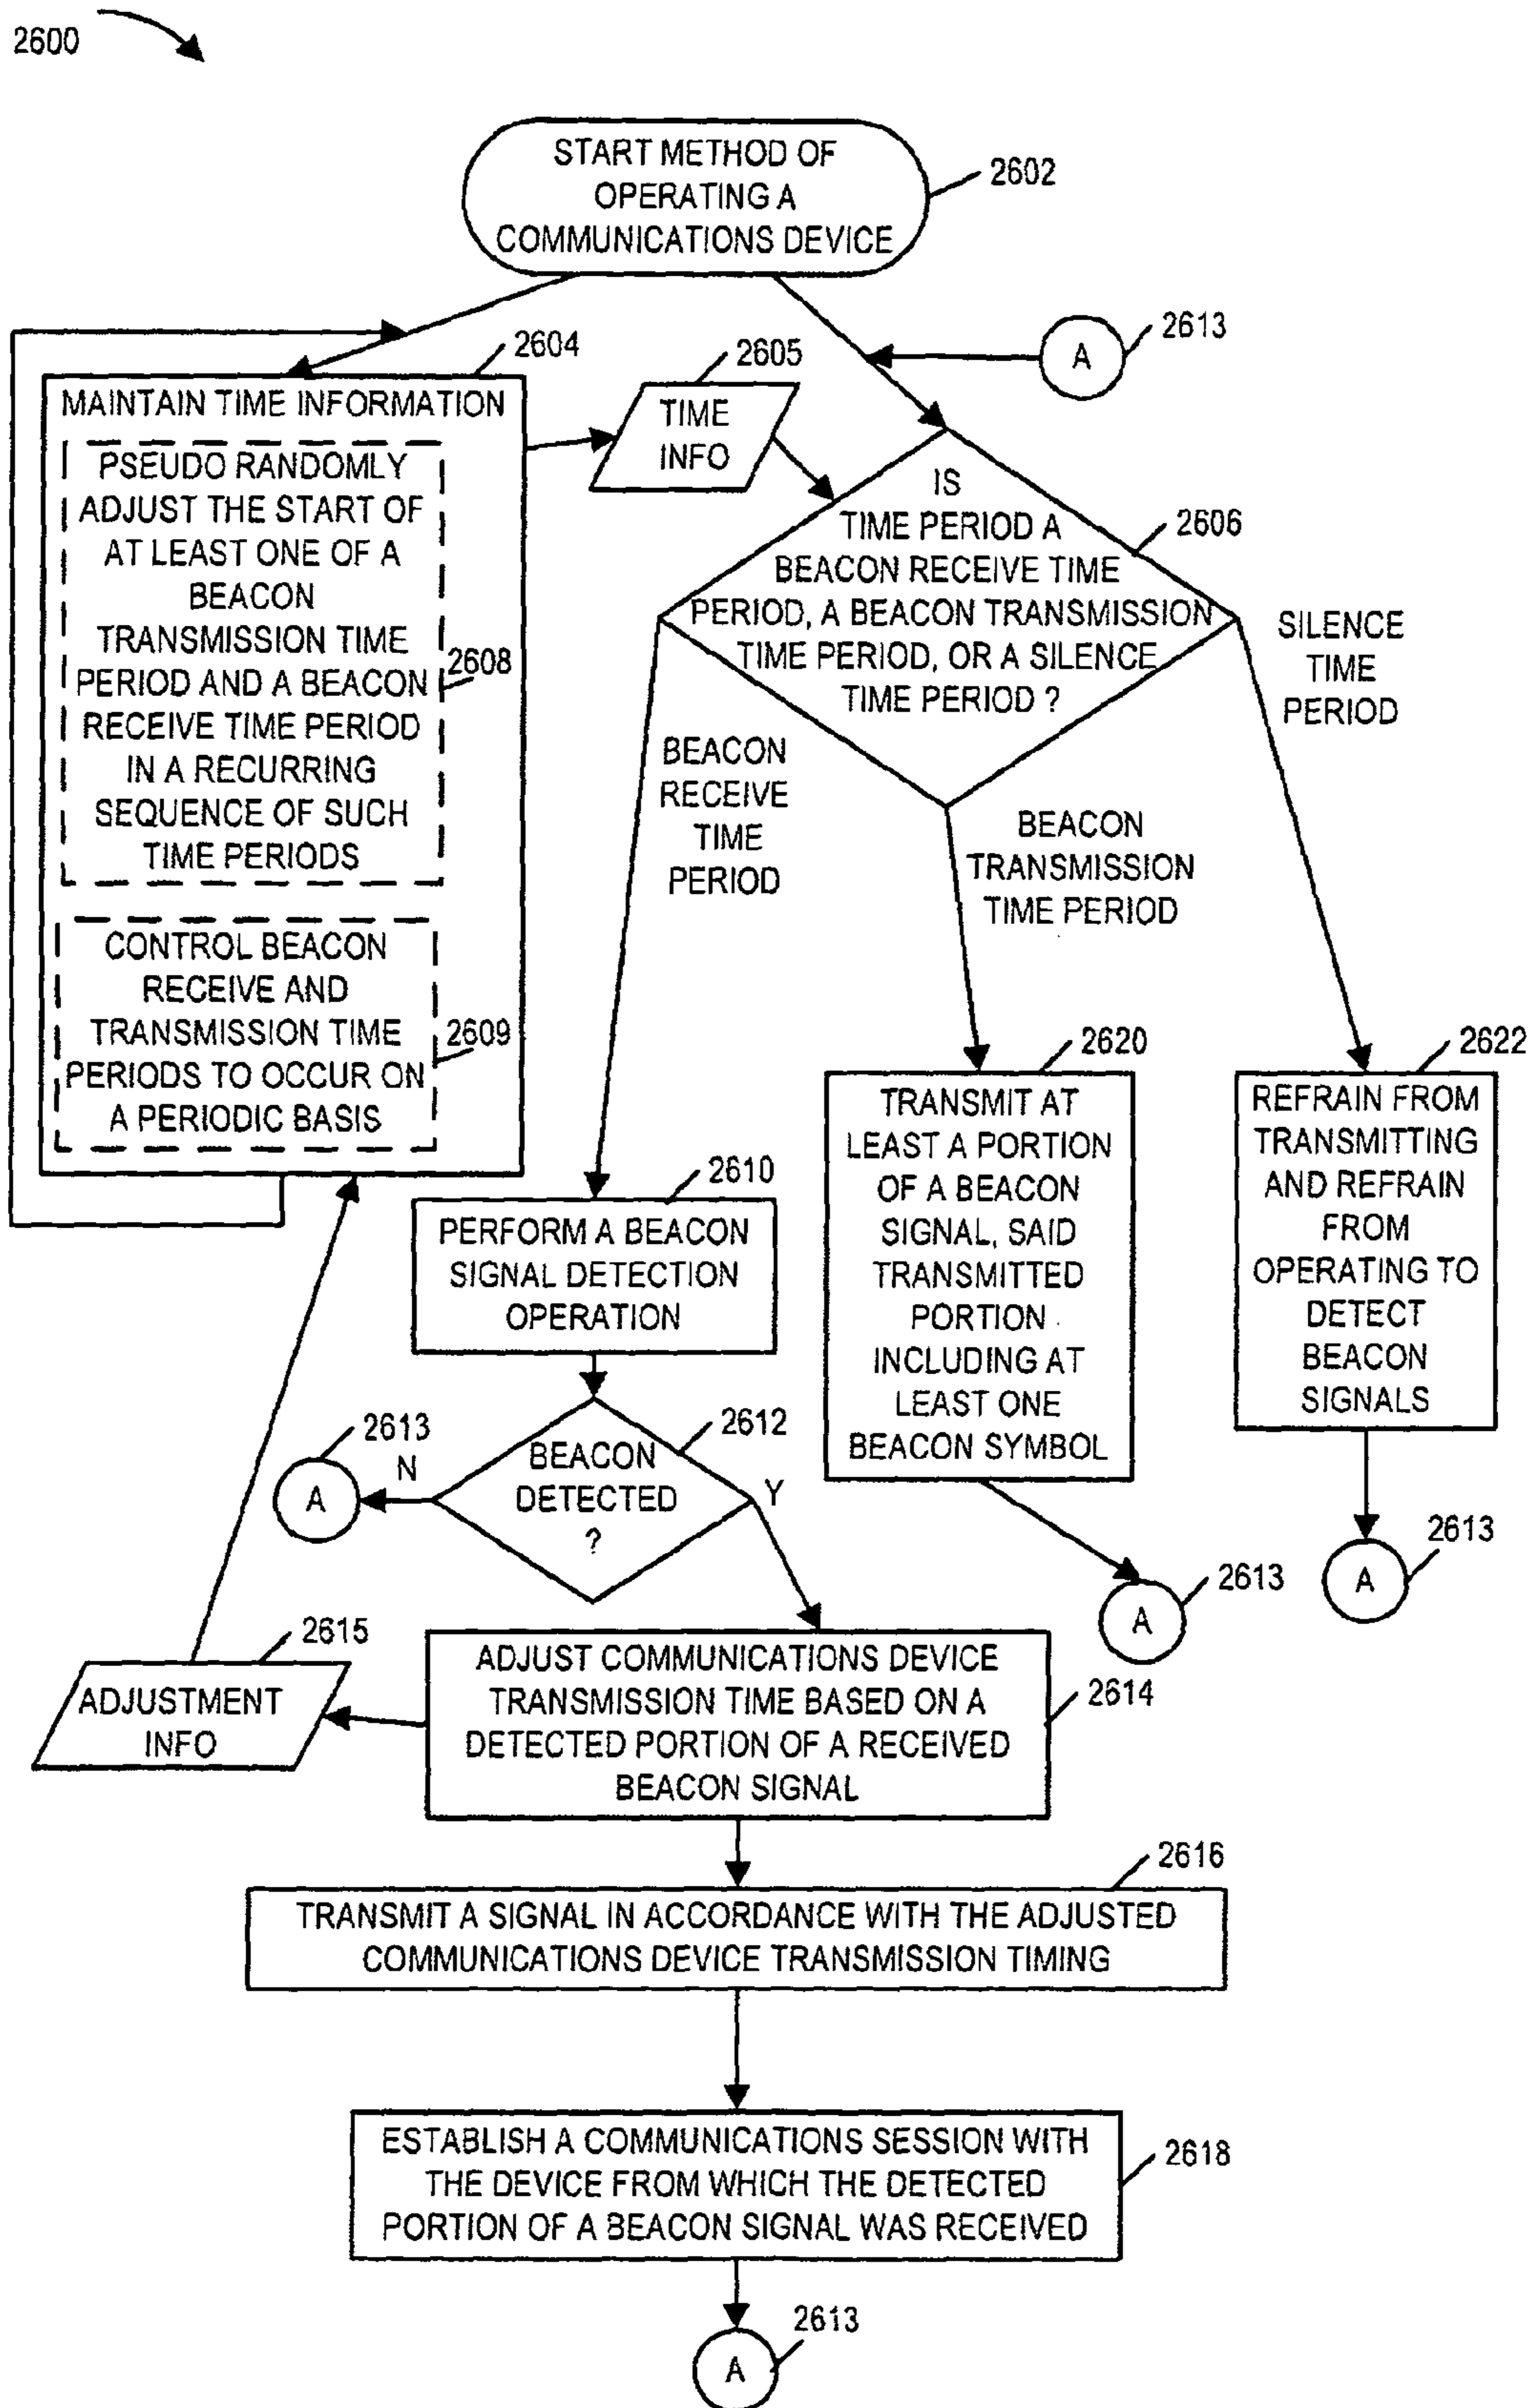 2600
START METHOD OF
OPERATING A
COMMUNICATIONS DEVICE
2602
2613
A
2604
2605
MAINTAIN TIME INFORMATION
TIME
INFO
PSEUDO RANDOMLY
ADJUST THE START OF
AT LEAST ONE OF A
BEACON
TRANSMISSION TIME
PERIOD AND A BEACON
RECEIVE TIME PERIOD
IN A RECURRING
SEQUENCE OF SUCH
TIME PERIODS
2608
CONTROL BEACON
RECEIVE AND
TRANSMISSION TIME
PERIODS TO OCCUR ON
A PERIODIC BASIS
2609
IS
TIME PERIOD A
BEACON RECEIVE TIME
PERIOD, A BEACON TRANSMISSION
TIME PERIOD, OR A SILENCE
TIME PERIOD ?
2606
BEACON
RECEIVE
TIME
PERIOD
BEACON
TRANSMISSION
TIME PERIOD
SILENCE
TIME
PERIOD
2610
PERFORM A BEACON
SIGNAL DETECTION
OPERATION
2620
TRANSMIT AT
LEAST A PORTION
OF A BEACON
SIGNAL, SAID
TRANSMITTED
PORTION
INCLUDING AT
LEAST ONE
BEACON SYMBOL
2622
REFRAIN FROM
TRANSMITTING
AND REFRAIN
FROM
OPERATING TO
DETECT
BEACON
SIGNALS
2613
A
N
BEACON
DETECTED
?
2612
Y
2613
A
2613
A
2615
ADJUSTMENT
INFO
ADJUST COMMUNICATIONS DEVICE
TRANSMISSION TIME BASED ON A
DETECTED PORTION OF A RECEIVED
BEACON SIGNAL
2614
2616
TRANSMIT A SIGNAL IN ACCORDANCE WITH THE ADJUSTED
COMMUNICATIONS DEVICE TRANSMISSION TIMING
ESTABLISH A COMMUNICATIONS SESSION WITH
THE DEVICE FROM WHICH THE DETECTED
PORTION OF A BEACON SIGNAL WAS RECEIVED
2618
2613
A